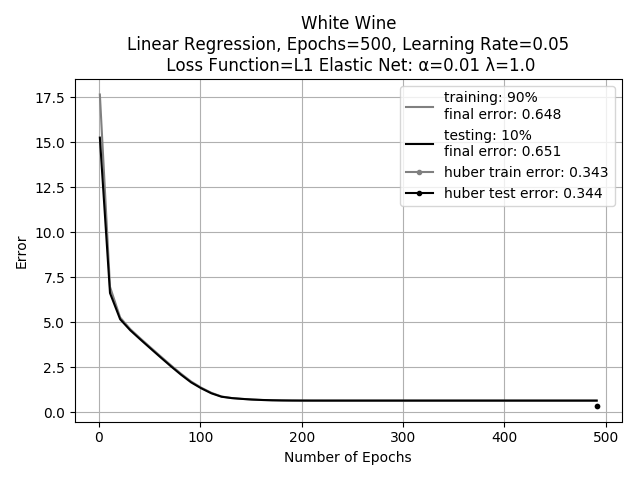 White Wine
Linear Regression, Epochs=500, Learning Rate=0.05
Loss Function=L1 Elastic Net: α=0.01 λ=1.0
training: 90%
final error: 0.648
testing: 10%
final error: 0.651
huber train error: 0.343
huber test error: 0.344
Error
17.5
15.0
12.5
10.0
7.5
5.0
2.5
0.0
0 100 200 300 400 500
Number of Epochs